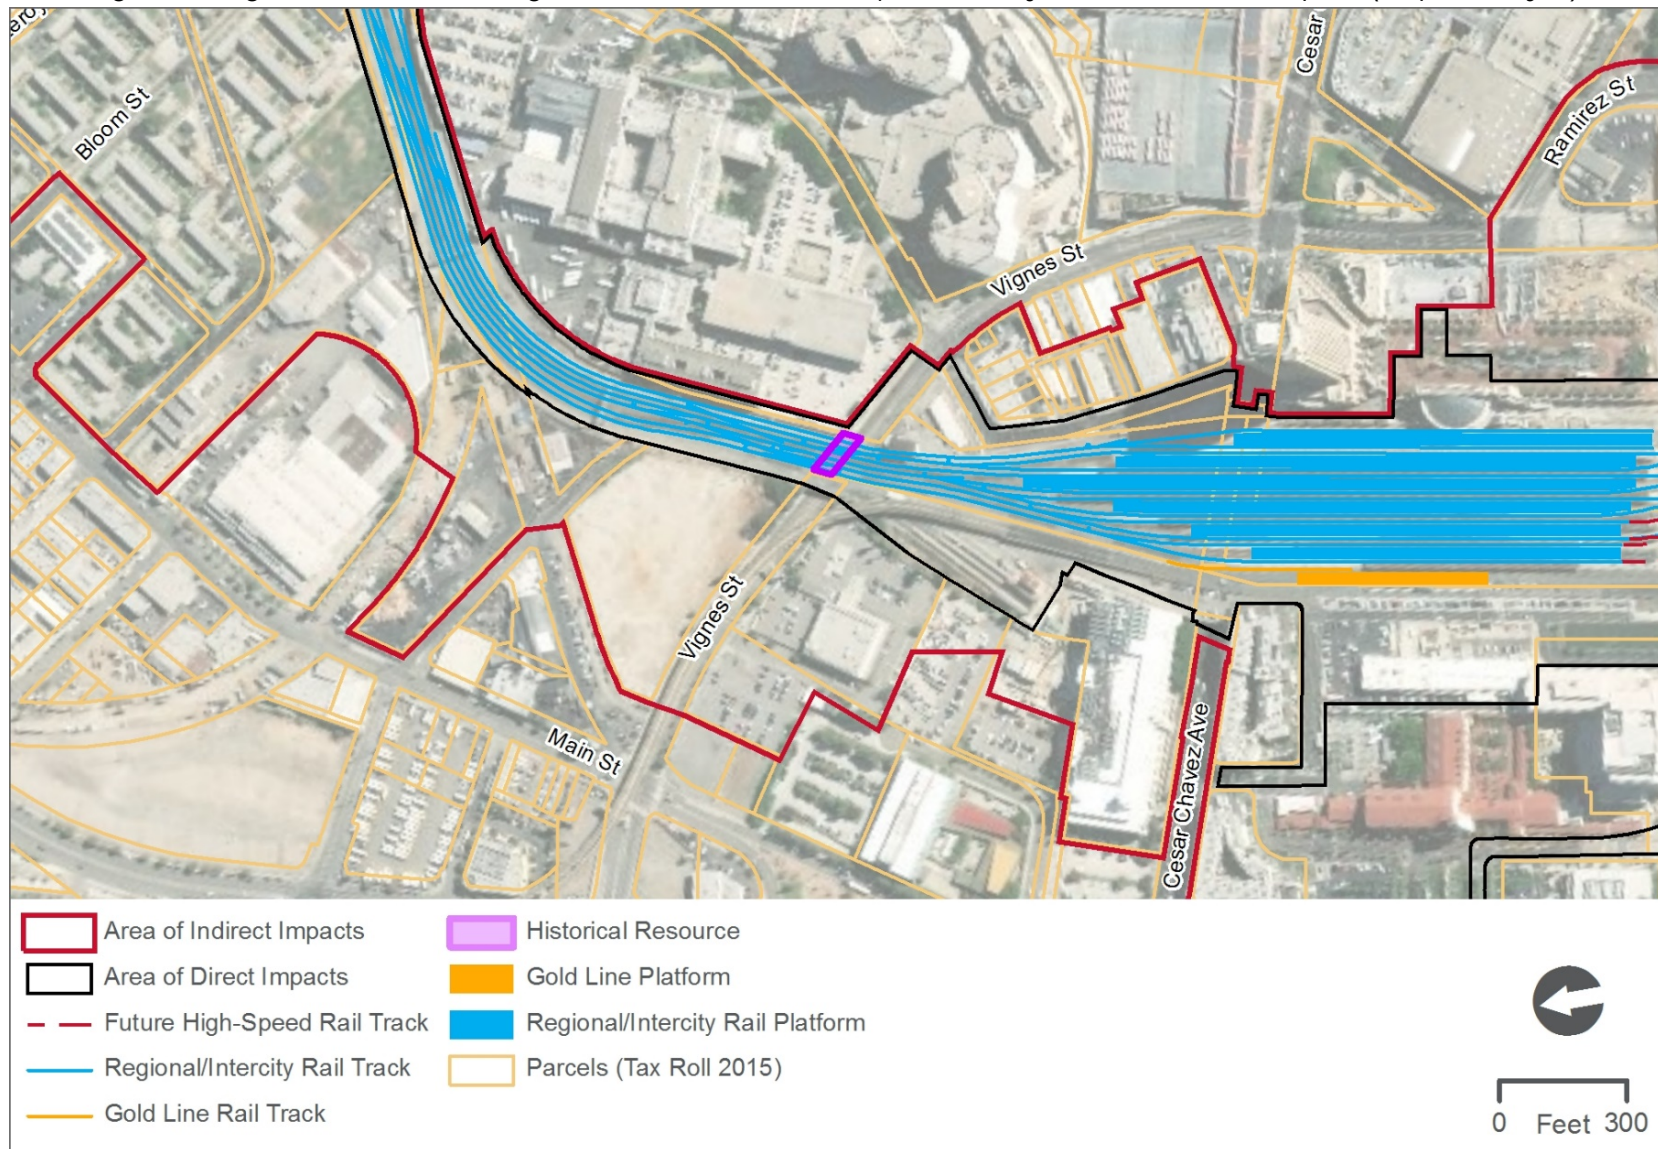 Cesar
Bloom St
Ramirez St
Vignes St
Vignes St
Main St
Cesar Chavez Ave
Area of Indirect Impacts
Area of Direct Impacts
Future High-Speed Rail Track
Regional/Intercity Rail Track
Gold Line Rail Track
Historical Resource
Gold Line Platform
Regional/Intercity Rail Platform
Parcels (Tax Roll 2015)
0 Feet 300